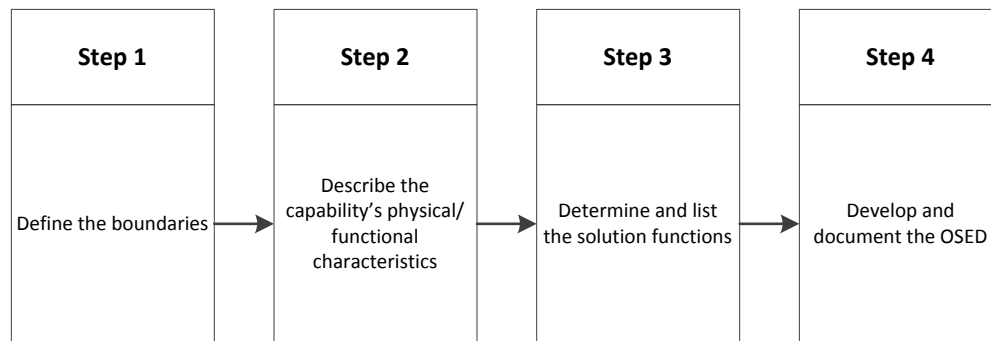 Step 1
Define the boundaries
Step 2
Describe the
capability’s physical/
functional
characteristics
Step 3
Determine and list
the solution functions
Step 4
Develop and
document the OSED